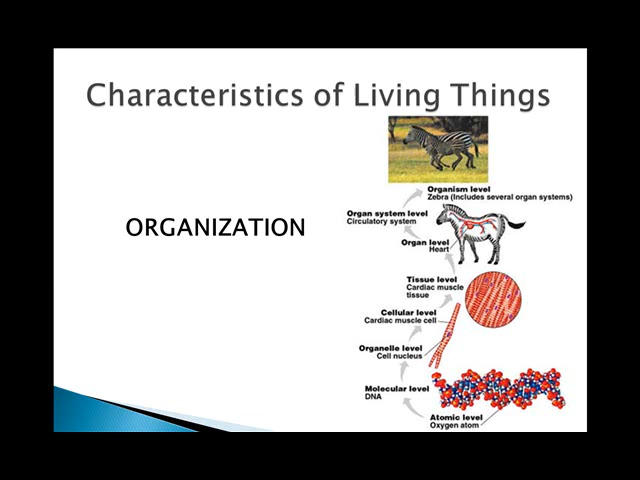 Characteristics of Living Things
ORGANIZATION
Organism level
Zebra (Includes several organ systems)
Organ system level
Circulatory system
Organ level
Heart
Tissue level
Cardiac muscle
tissue
Cellular level
Cardiac muscle cell
Organelle level
Cell nucleus
Molecular level
DNA
Atomic level
Oxygen atom